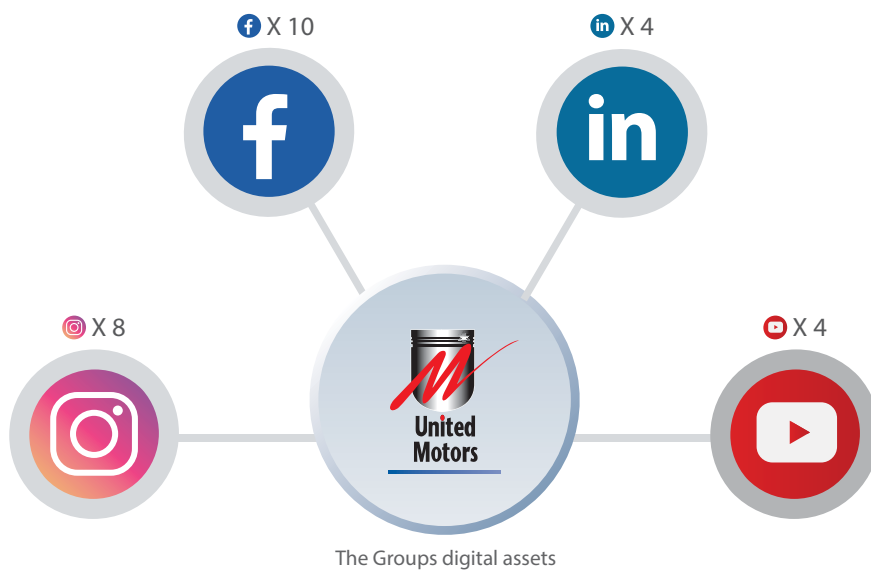 X 10
X 4
X 8
X 4
United
Motors
The Groups digital assets